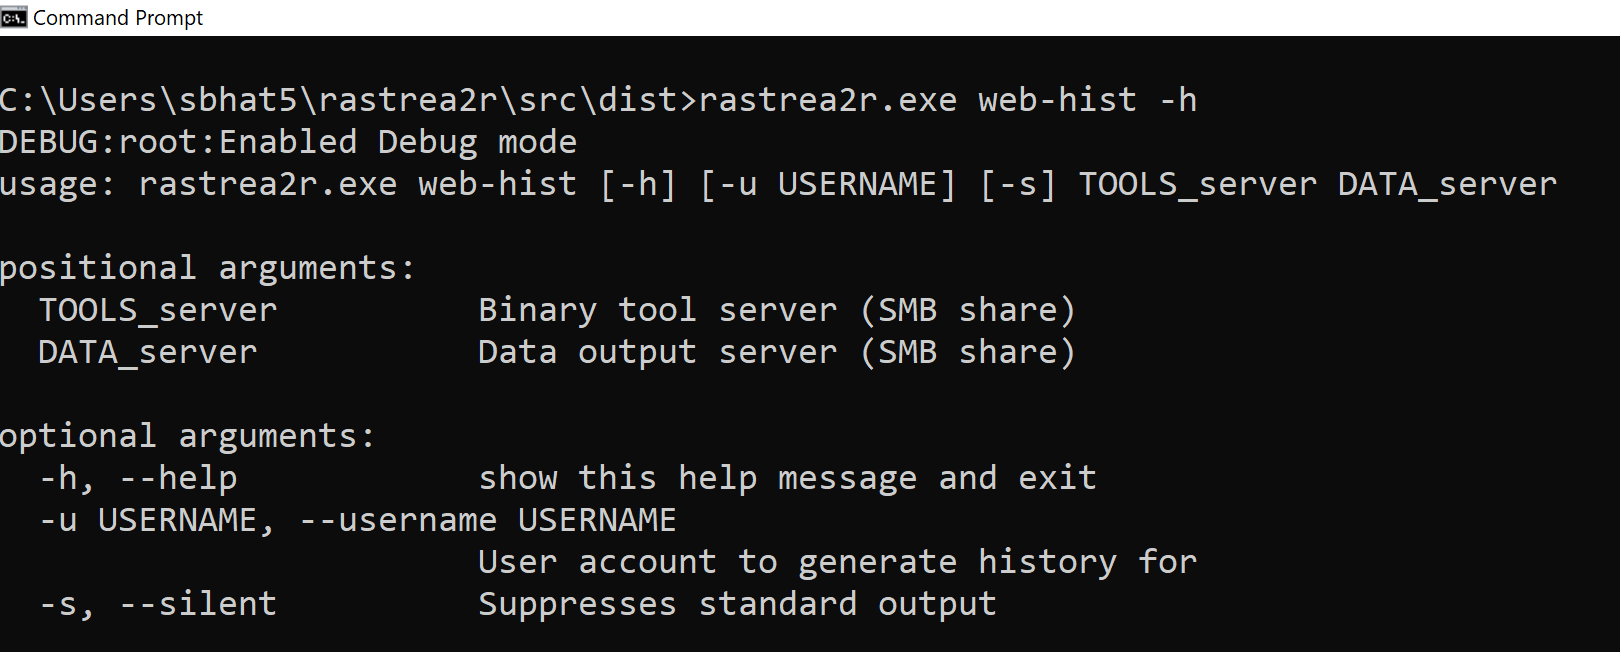 Command Prompt
C:\Users\sbhat5\rastrea2r\src\dist>rastrea2r.exe web-hist -h
DEBUG:root:Enabled Debug mode
usage: rastrea2r.exe web-hist [-h] [-u USERNAME] [-s] TOOLS_server DATA_server
positional arguments:
  TOOLS_server          Binary tool server (SMB share)
  DATA_server           Data output server (SMB share)
optional arguments:
  -h, --help            show this help message and exit
  -u USERNAME, --username USERNAME
                        User account to generate history for
  -s, --silent          Suppresses standard output